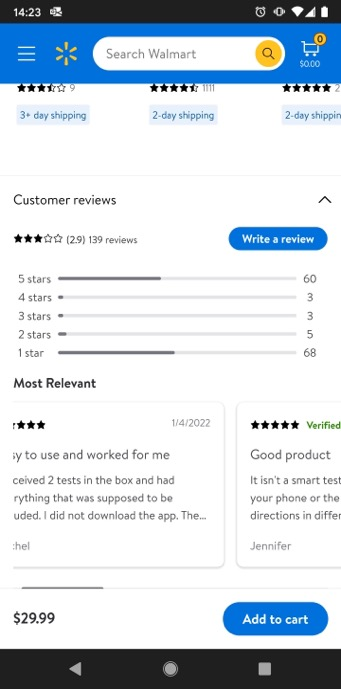 14:23
Search Walmart
0
$0.00
9
1111
2
3+ day shipping
2-day shipping
2-day shippin
Customer reviews
(2.9) 139 reviews
Write a review
5 stars 60
4 stars 3
3 stars 3
2 stars 5
1 star 68
Most Relevant
1/4/2022
sy to use and worked for me
ceived 2 tests in the box and had
rything that was supposed to be
uded. I did not download the app. The...
chel
Verified
Good product
It isn't a smart test
your phone or the
directions in differ
Jennifer
$29.99
Add to cart